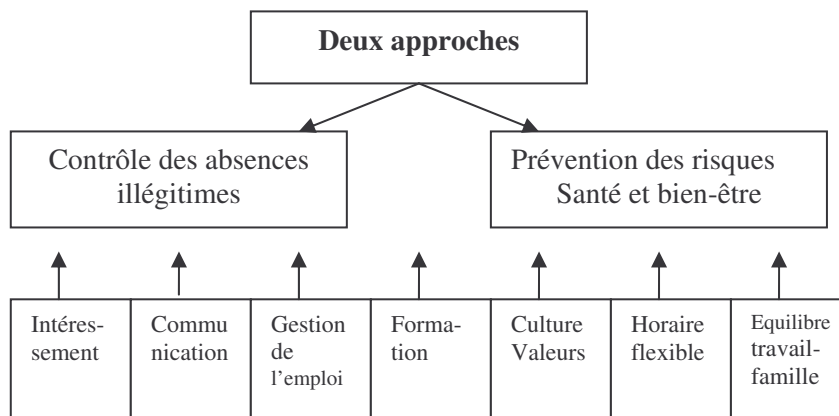 Deux approches
Contrôle des absences
illégitimes
Prévention des risques
Santé et bien-être
Intéres-
ssement
Commu
nication
Gestion
de
l’emploi
Forma-
tion
Culture
Valeurs
Horaire
flexible
Equilibre
travail-
famille